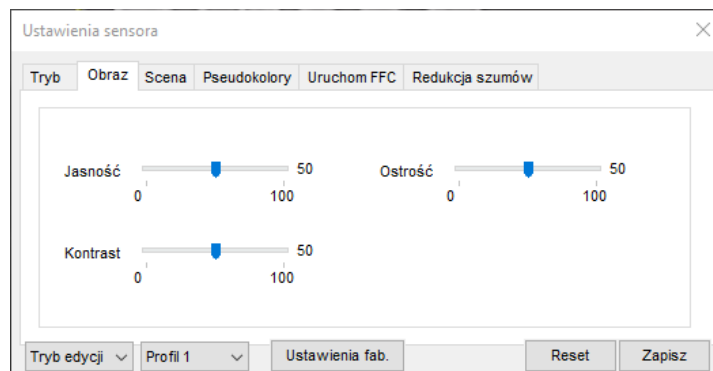 Ustawienia sensora
Tryb Obraz Scena Pseudokolory Uruchom FFC Redukcja szumów
Jasność 50 Ostrość 50
0 100 0 100
Kontrast 50
0 100
Tryb edycji Profil 1 Ustawienia fab. Reset Zapisz